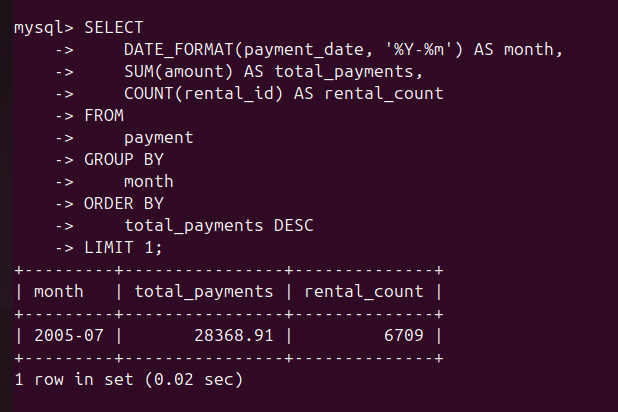 mysql> SELECT
    ->     DATE_FORMAT(payment_date, '%Y-%m') AS month,
    ->     SUM(amount) AS total_payments,
    ->     COUNT(rental_id) AS rental_count
    -> FROM
    ->     payment
    -> GROUP BY
    ->     month
    -> ORDER BY
    ->     total_payments DESC
    -> LIMIT 1;
+---------+----------------+--------------+
| month   | total_payments | rental_count |
+---------+----------------+--------------+
| 2005-07 |       28368.91 |         6709 |
+---------+----------------+--------------+
1 row in set (0.02 sec)